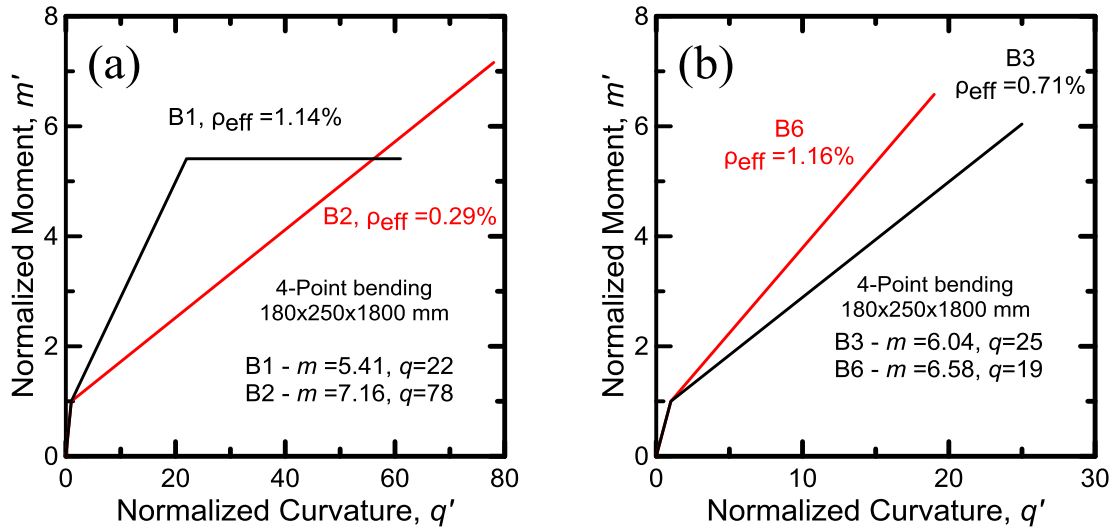 (a)
B1, ρeff =1.14%
B2, ρeff =0.29%
4-Point bending
180x250x1800 mm
B1 - m =5.41, q=22
B2 - m =7.16, q=78
Normalized Moment, m′
8
6
4
2
0
0 20 40 60 80
Normalized Curvature, q′
(b)
B3
ρeff =0.71%
B6
ρeff =1.16%
4-Point bending
180x250x1800 mm
B3 - m =6.04, q=25
B6 - m =6.58, q=19
Normalized Moment, m′
8
6
4
2
0
0 10 20 30
Normalized Curvature, q′